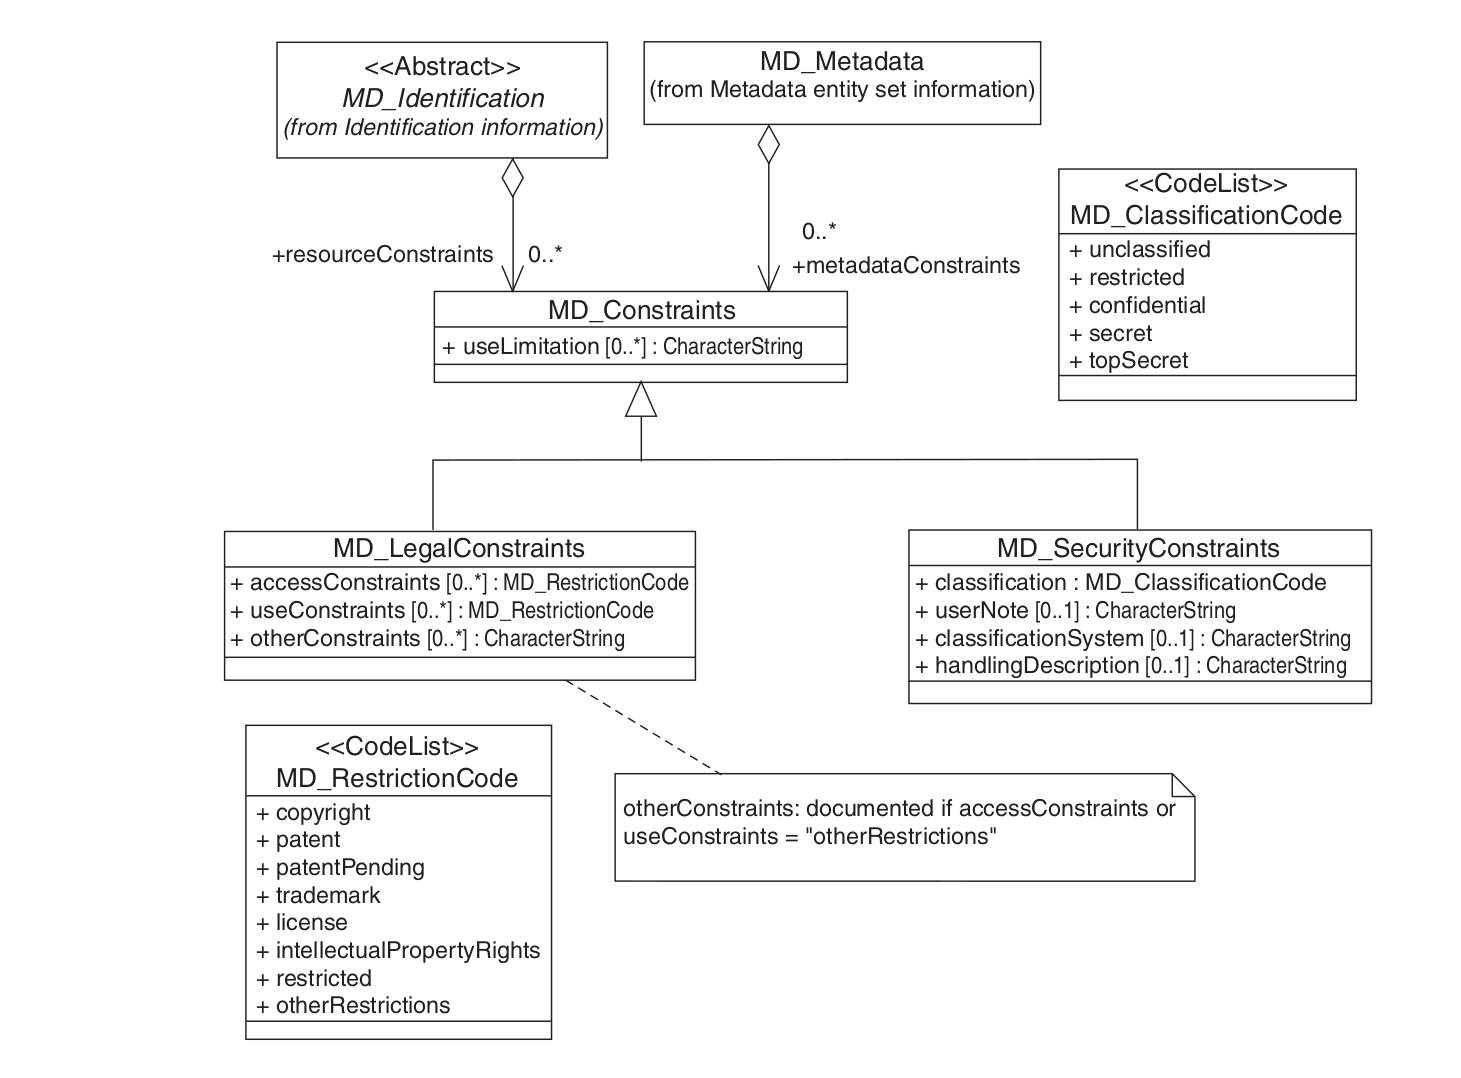 <<Abstract>>
MD_Identification
(from Identification information)
MD_Metadata
(from Metadata entity set information)
<<CodeList>>
MD_ClassificationCode
+ unclassified
+ restricted
+ confidential
+ secret
+ topSecret
+resourceConstraints
0..*
0..*
+metadataConstraints
MD_Constraints
+ useLimitation [0..*] : CharacterString
MD_LegalConstraints
+ accessConstraints [0..*] : MD_RestrictionCode
+ useConstraints [0..*] : MD_RestrictionCode
+ otherConstraints [0..*] : CharacterString
MD_SecurityConstraints
+ classification : MD_ClassificationCode
+ userNote [0..1] : CharacterString
+ classificationSystem [0..1] : CharacterString
+ handlingDescription [0..1] : CharacterString
<<CodeList>>
MD_RestrictionCode
+ copyright
+ patent
+ patentPending
+ trademark
+ license
+ intellectualPropertyRights
+ restricted
+ otherRestrictions
otherConstraints: documented if accessConstraints or
useConstraints = "otherRestrictions"